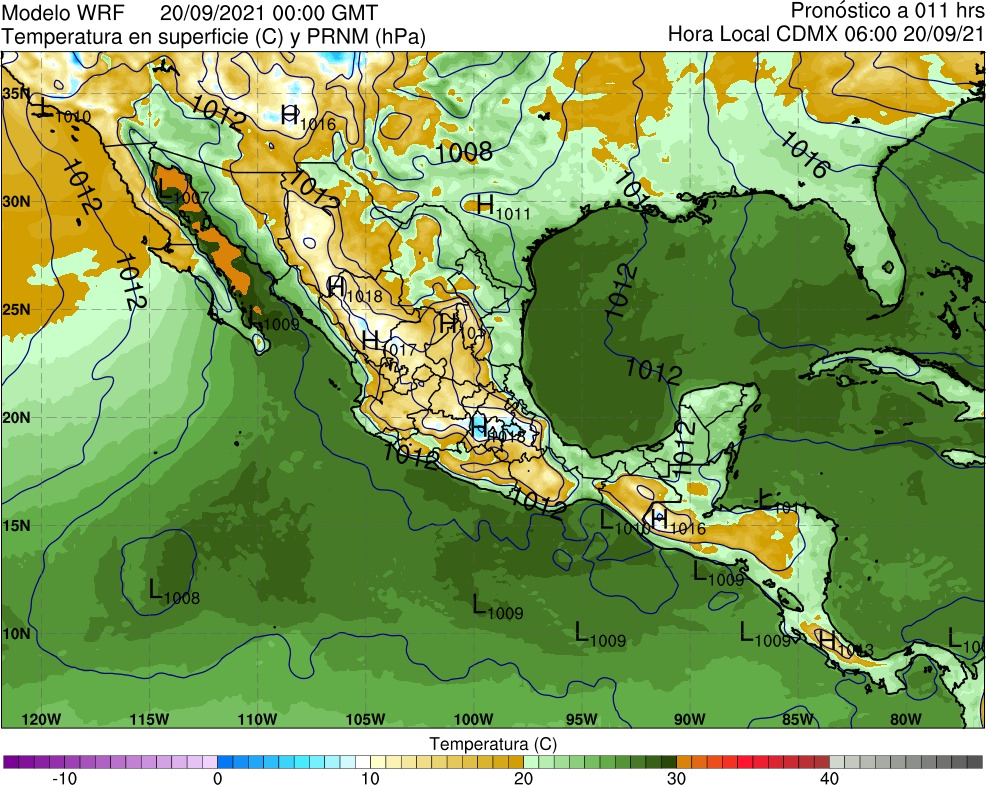 Modelo WRF 20/09/2021 00:00 GMT Pronóstico a 011 hrs
Temperatura en superficie (C) y PRNM (hPa) Hora Local CDMX 06:00 20/09/21
35N
L1010
1012
H1016
1008
1016
1012
L1007
1012
30N
H1011
1012
1012
H1018
25N
L1009
H1017
H1017
1012
20N
H1018
1012
1012
1012
15N
L1010
H1016
L1011
L1008
L1009
L1009
10N
L1009
L1009
H1013
120W 115W 110W 105W 100W 95W 90W 85W 80W
Temperatura (C)
-10 0 10 20 30 40